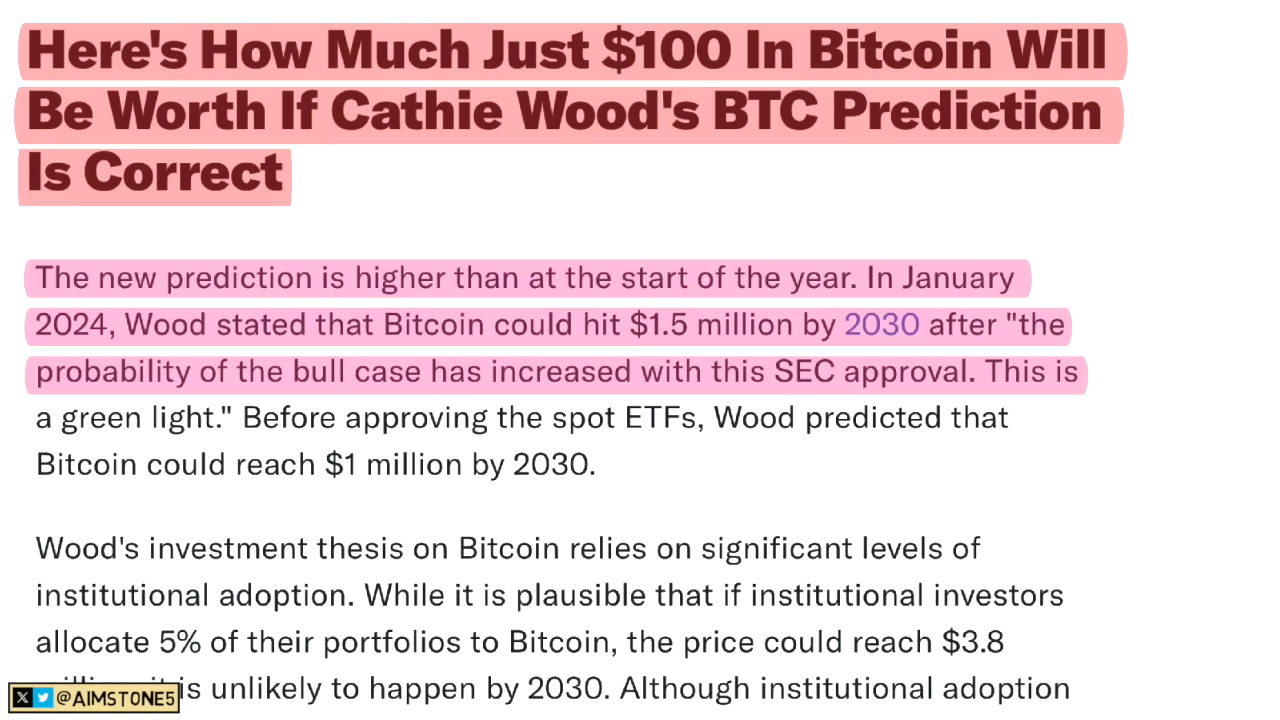 Here's How Much Just $100 In Bitcoin Will
Be Worth If Cathie Wood's BTC Prediction
Is Correct
The new prediction is higher than at the start of the year. In January
2024, Wood stated that Bitcoin could hit $1.5 million by 2030 after "the
probability of the bull case has increased with this SEC approval. This is
a green light." Before approving the spot ETFs, Wood predicted that
Bitcoin could reach $1 million by 2030.
Wood's investment thesis on Bitcoin relies on significant levels of
institutional adoption. While it is plausible that if institutional investors
allocate 5% of their portfolios to Bitcoin, the price could reach $3.8
is unlikely to happen by 2030. Although institutional adoption
@AIMSTONE5